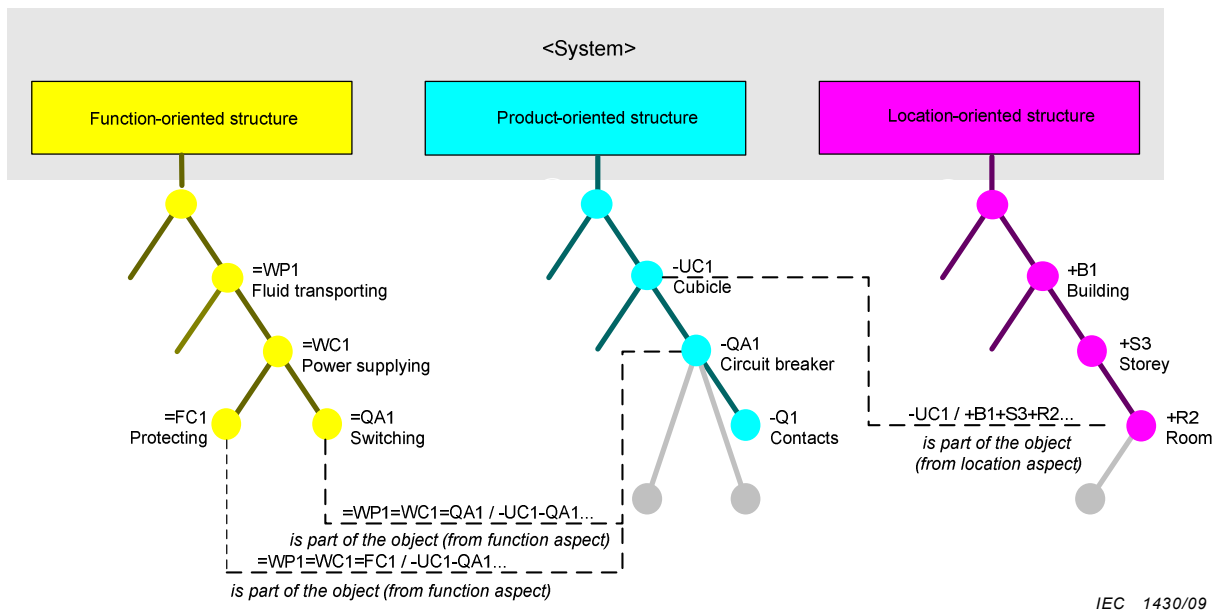 <System>
Function-oriented structure
Product-oriented structure
Location-oriented structure
=WP1
Fluid transporting
=WC1
Power supplying
=FC1
Protecting
=QA1
Switching
=WP1=WC1=QA1 / -UC1-QA1...
is part of the object (from function aspect)
=WP1=WC1=FC1 / -UC1-QA1...
is part of the object (from function aspect)
-UC1
Cubicle
-QA1
Circuit breaker
-Q1
Contacts
-UC1 / +B1+S3+R2...
is part of the object
(from location aspect)
+B1
Building
+S3
Storey
+R2
Room
IEC 1430/09